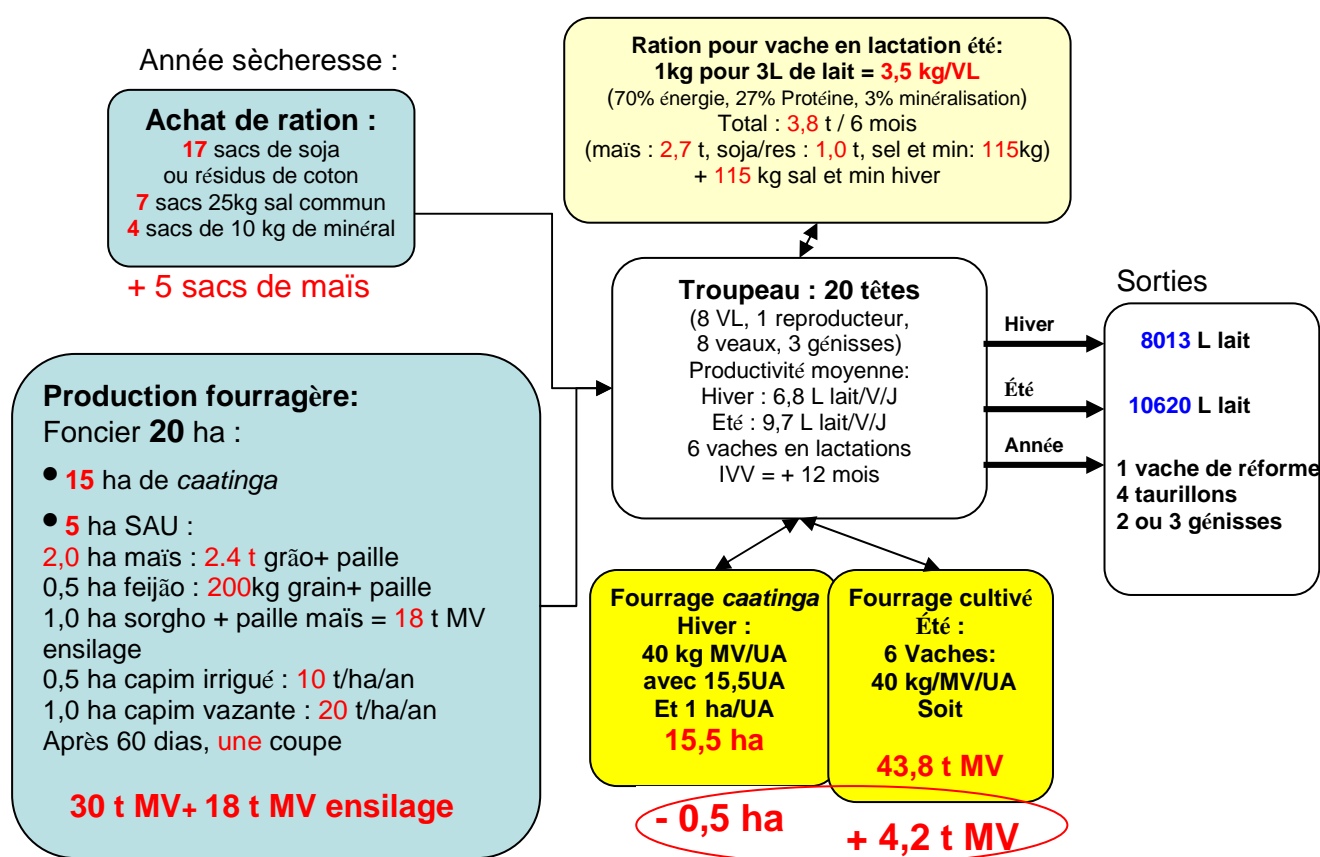 Année sècheresse :
Achat de ration :
17 sacs de soja
ou résidus de coton
7 sacs 25kg sal commun
4 sacs de 10 kg de minéral
+ 5 sacs de maïs
Ration pour vache en lactation été:
1kg pour 3L de lait = 3,5 kg/VL
(70% énergie, 27% Protéine, 3% minéralisation)
Total : 3,8 t / 6 mois
(maïs : 2,7 t, soja/res : 1,0 t, sel et min: 115kg)
+ 115 kg sal et min hiver
Troupeau : 20 têtes
(8 VL, 1 reproducteur,
8 veaux, 3 génisses)
Productivité moyenne:
Hiver : 6,8 L lait/V/J
Eté : 9,7 L lait/V/J
6 vaches en lactations
IVV = + 12 mois
Hiver
Été
Année
Sorties
8013 L lait
10620 L lait
1 vache de réforme
4 taurillons
2 ou 3 génisses
Production fourragère:
Foncier 20 ha :
• 15 ha de caatinga
• 5 ha SAU :
2,0 ha maïs : 2.4 t grão+ paille
0,5 ha feijão : 200kg grain+ paille
1,0 ha sorgho + paille maïs = 18 t MV
ensilage
0,5 ha capim irrigué : 10 t/ha/an
1,0 ha capim vazante : 20 t/ha/an
Après 60 dias, une coupe
30 t MV+ 18 t MV ensilage
Fourrage caatinga
Hiver :
40 kg MV/UA
avec 15,5UA
Et 1 ha/UA
15,5 ha
Fourrage cultivé
Été :
6 Vaches:
40 kg/MV/UA
Soit
43,8 t MV
- 0,5 ha
+ 4,2 t MV